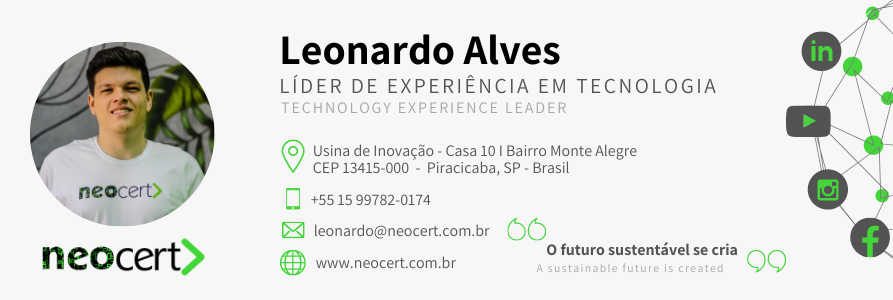 Leonardo Alves
LÍDER DE EXPERIÊNCIA EM TECNOLOGIA
TECHNOLOGY EXPERIENCE LEADER
Usina de Inovação - Casa 10 I Bairro Monte Alegre
CEP 13415-000 - Piracicaba, SP - Brasil
+55 15 99782-0174
leonardo@neocert.com.br
www.neocert.com.br
O futuro sustentável se cria
A sustainable future is created
neocert
neocert
in
f